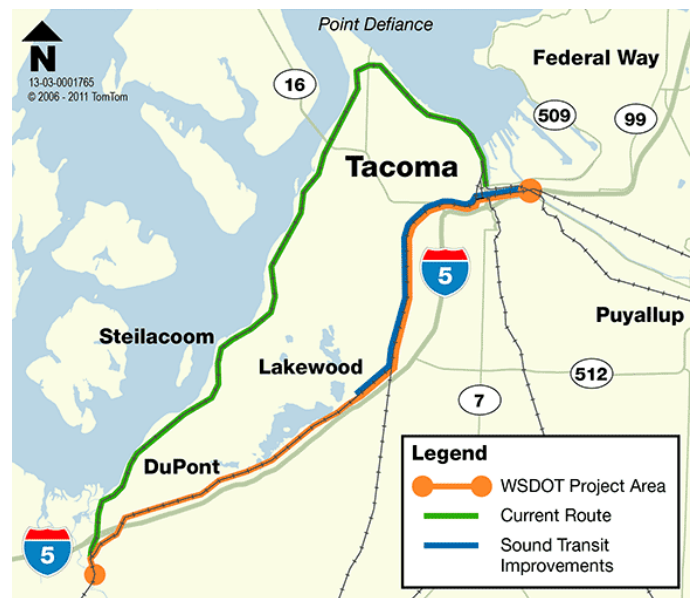 Point Defiance
N
13-03-0001765
© 2006 - 2011 TomTom
Federal Way
16
509
99
Tacoma
5
Puyallup
Steilacoom
Lakewood
512
7
DuPont
5
Legend
WSDOT Project Area
Current Route
Sound Transit
Improvements